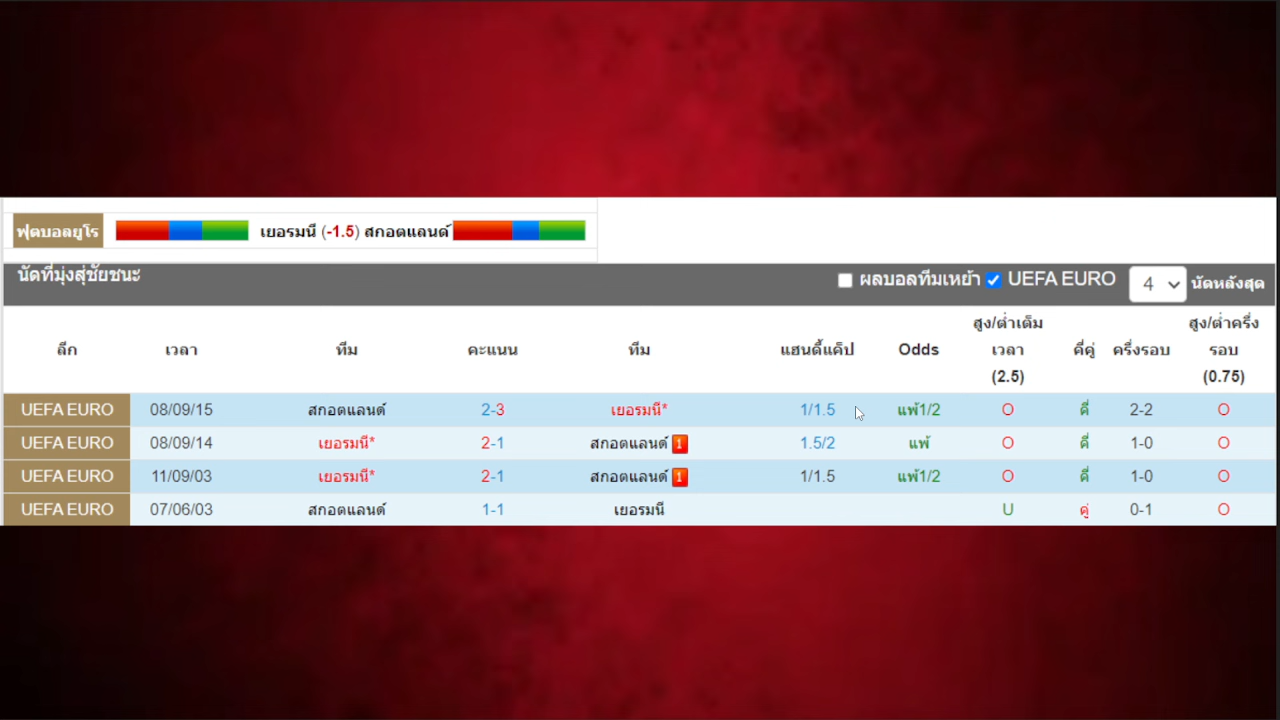 ฟุตบอลยูโร เยอรมนี (-1.5) สกอตแลนด์
นัดที่มุ่งสู่ชัยชนะ ผลบอลทีมเหย้า UEFA EURO 4 นัดหลังสุด
ลีก เวลา ทีม คะแนน ทีม แฮนดี้แค็ป Odds สูง/ต่ำเต็มเวลา (2.5) คี่คู่ ครึ่งรอบ สูง/ต่ำครึ่งรอบ (0.75)
UEFA EURO 08/09/15 สกอตแลนด์ 2-3 เยอรมนี* 1/1.5 แพ้1/2 O คี่ 2-2 O
UEFA EURO 08/09/14 เยอรมนี* 2-1 สกอตแลนด์ 1 1.5/2 แพ้ O คี่ 1-0 O
UEFA EURO 11/09/03 เยอรมนี* 2-1 สกอตแลนด์ 1 1/1.5 แพ้1/2 O คี่ 1-0 O
UEFA EURO 07/06/03 สกอตแลนด์ 1-1 เยอรมนี U คู่ 0-1 O